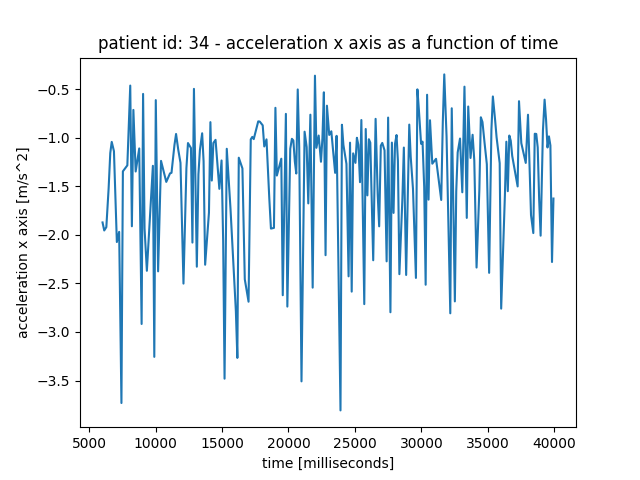 patient id: 34 - acceleration x axis as a function of time
acceleration x axis [m/s^2]
−0.5
−1.0
−1.5
−2.0
−2.5
−3.0
−3.5
5000 10000 15000 20000 25000 30000 35000 40000
time [milliseconds]